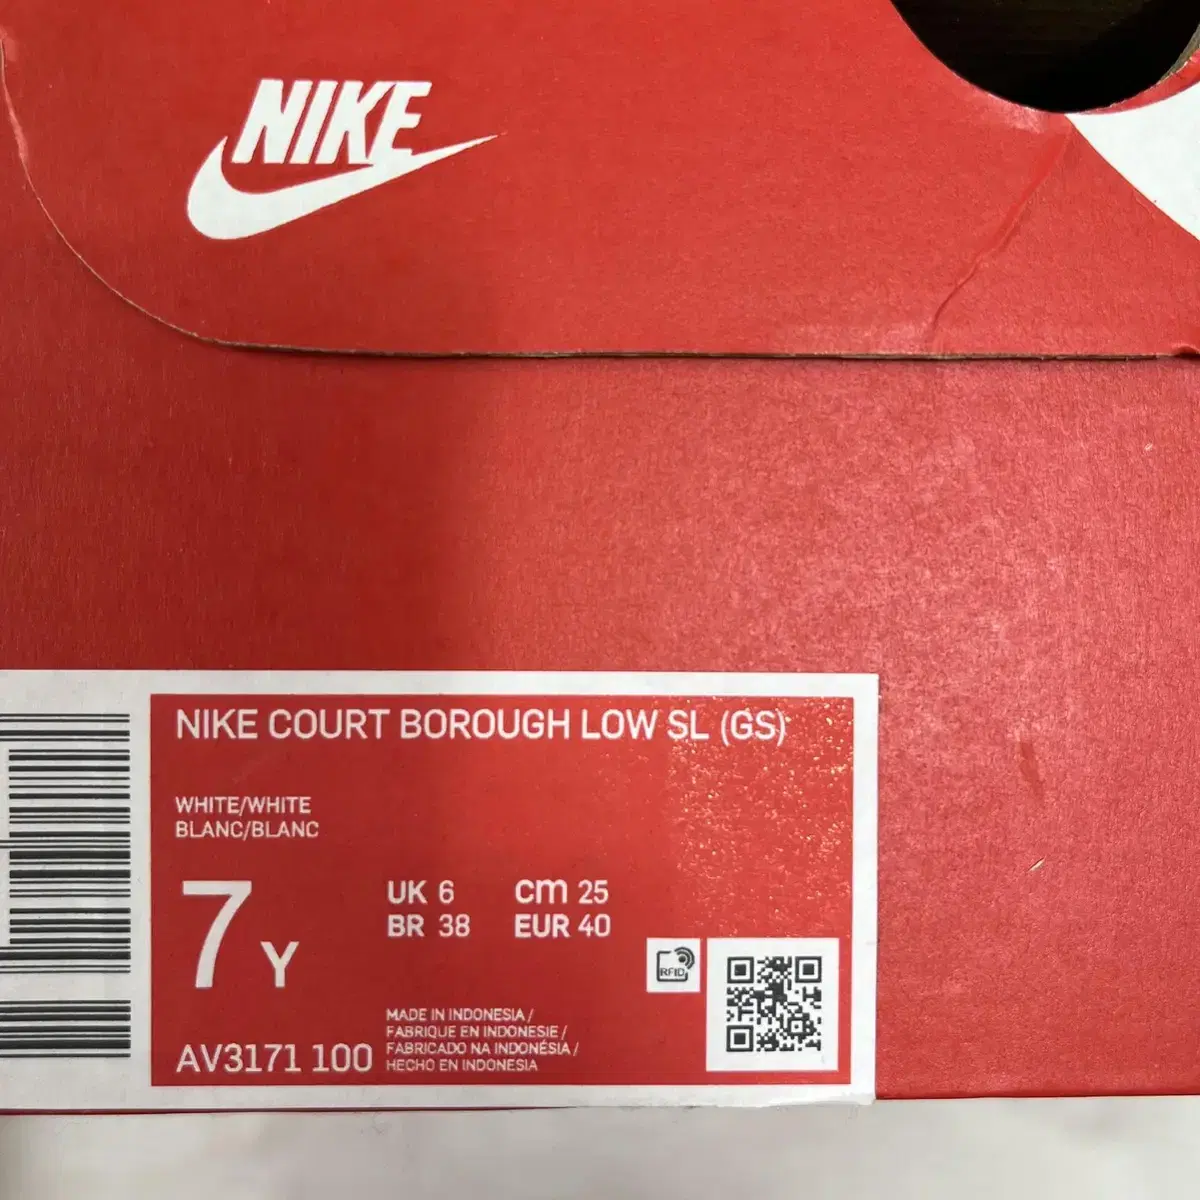 NIKE
NIKE COURT BOROUGH LOW SL (GS)
WHITE/WHITE
BLANC/BLANC
7 Y
UK 6 cm 25
BR 38 EUR 40
RFID
MADE IN INDONESIA /
FABRIQUE EN INDONESIE /
FABRICADO NA INDONÉSIA /
HECHO EN INDONESIA
AV3171 100